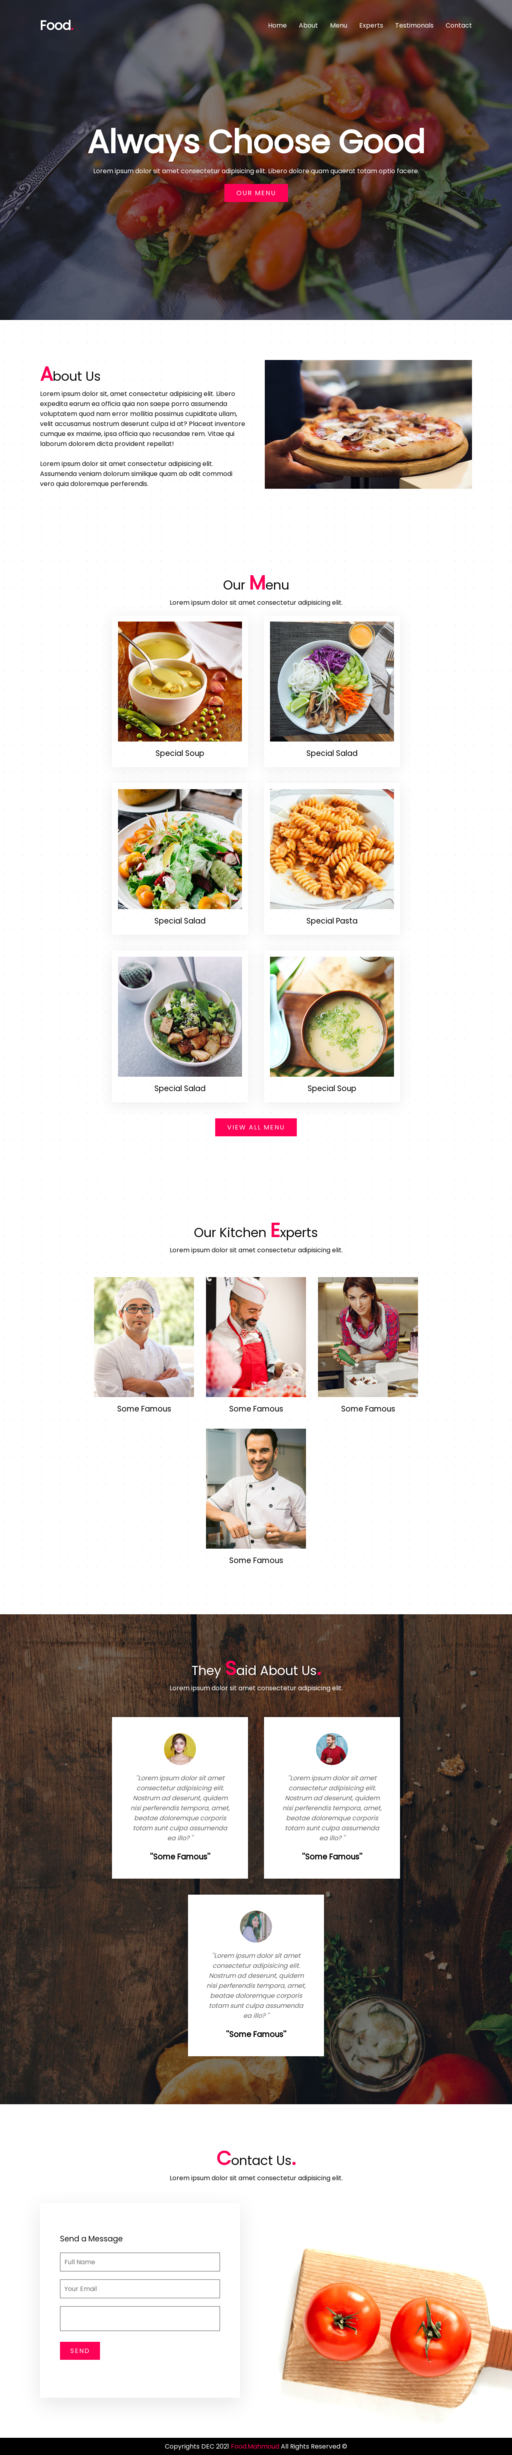 Food.
Home About Menu Experts Testimonials Contact
Always Choose Good
Lorem ipsum dolor sit amet consectetur adipisicing elit. Libero dolore quam quaerat totam optio facere.
OUR MENU
About Us
Lorem ipsum dolor sit, amet consectetur adipisicing elit. Libero
expedita earum ea officia quia non saepe porro assumenda
voluptatem quod nam error mollitia possimus cupiditate ullam,
velit accusamus nostrum deserunt culpa id at? Placeat inventore
cumque ex maxime, ipsa officia quo recusandae rem. Vitae qui
laborum dolorem dicta provident repellat!
Lorem ipsum dolor sit amet consectetur adipisicing elit.
Assumenda veniam dolorum similique quam ab odit commodi
vero quia doloremque perferendis.
Our Menu
Lorem ipsum dolor sit amet consectetur adipisicing elit.
Special Soup
Special Salad
Special Salad
Special Pasta
Special Salad
Special Soup
VIEW ALL MENU
Our Kitchen Experts
Lorem ipsum dolor sit amet consectetur adipisicing elit.
Some Famous
Some Famous
Some Famous
Some Famous
They Said About Us.
Lorem ipsum dolor sit amet consectetur adipisicing elit.
"Lorem ipsum dolor sit amet
consectetur adipisicing elit.
Nostrum ad deserunt, quidem
nisi perferendis tempora, amet,
beatae doloremque corporis
totam sunt culpa assumenda
ea illo? "
"Some Famous"
"Lorem ipsum dolor sit amet
consectetur adipisicing elit.
Nostrum ad deserunt, quidem
nisi perferendis tempora, amet,
beatae doloremque corporis
totam sunt culpa assumenda
ea illo? "
"Some Famous"
"Lorem ipsum dolor sit amet
consectetur adipisicing elit.
Nostrum ad deserunt, quidem
nisi perferendis tempora, amet,
beatae doloremque corporis
totam sunt culpa assumenda
ea illo? "
"Some Famous"
Contact Us.
Lorem ipsum dolor sit amet consectetur adipisicing elit.
Send a Message
Full Name
Your Email
SEND
Copyrights DEC 2021 Food.Mahmoud All Rights Reserved ©